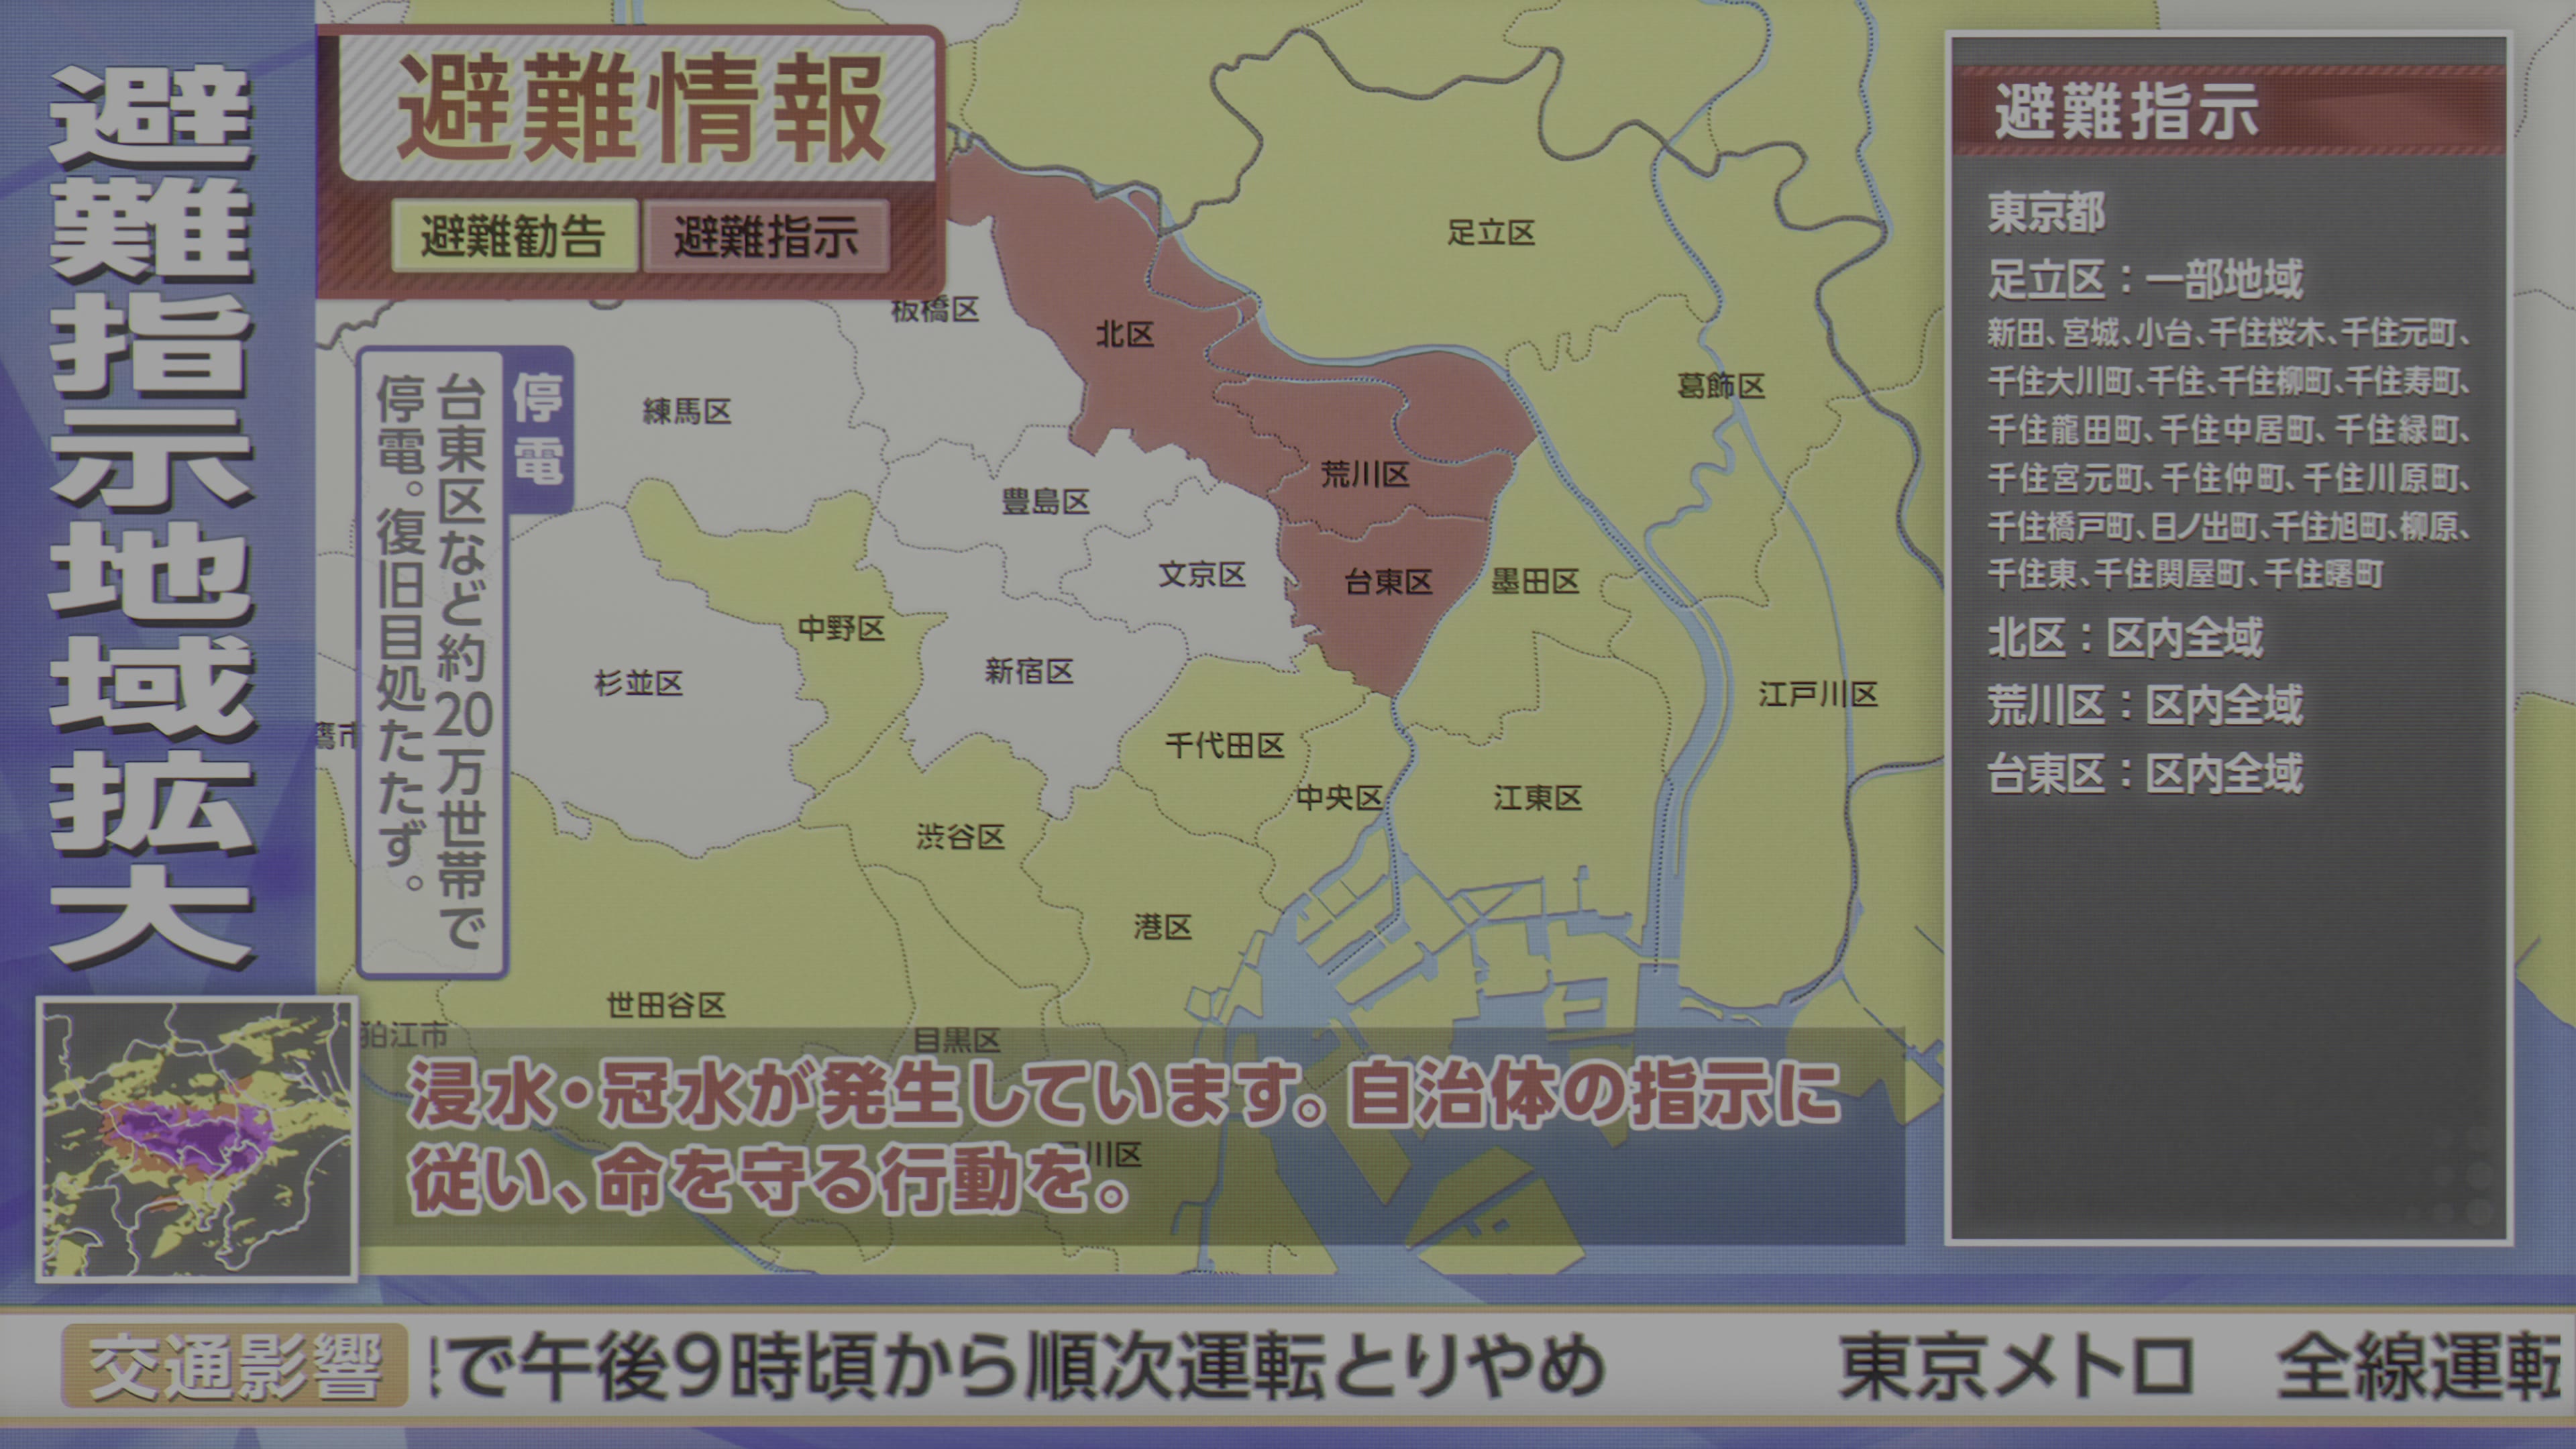 避難指示地域拡大
避難情報
避難勧告
避難指示
停電
台東区など約20万世帯で
停電。復旧目処たたず。
足立区
板橋区
北区
葛飾区
練馬区
荒川区
豊島区
文京区
台東区
墨田区
中野区
新宿区
杉並区
江戸川区
鷹市
千代田区
中央区
江東区
渋谷区
港区
世田谷区
狛江市
目黒区
川区
避難指示
東京都
足立区：一部地域
新田、宮城、小台、千住桜木、千住元町、
千住大川町、千住、千住柳町、千住寿町、
千住龍田町、千住中居町、千住緑町、
千住宮元町、千住仲町、千住川原町、
千住橋戸町、日ノ出町、千住旭町、柳原、
千住東、千住関屋町、千住曙町
北区：区内全域
荒川区：区内全域
台東区：区内全域
浸水・冠水が発生しています。自治体の指示に
従い、命を守る行動を。
交通影響
で午後9時頃から順次運転とりやめ 東京メトロ 全線運転